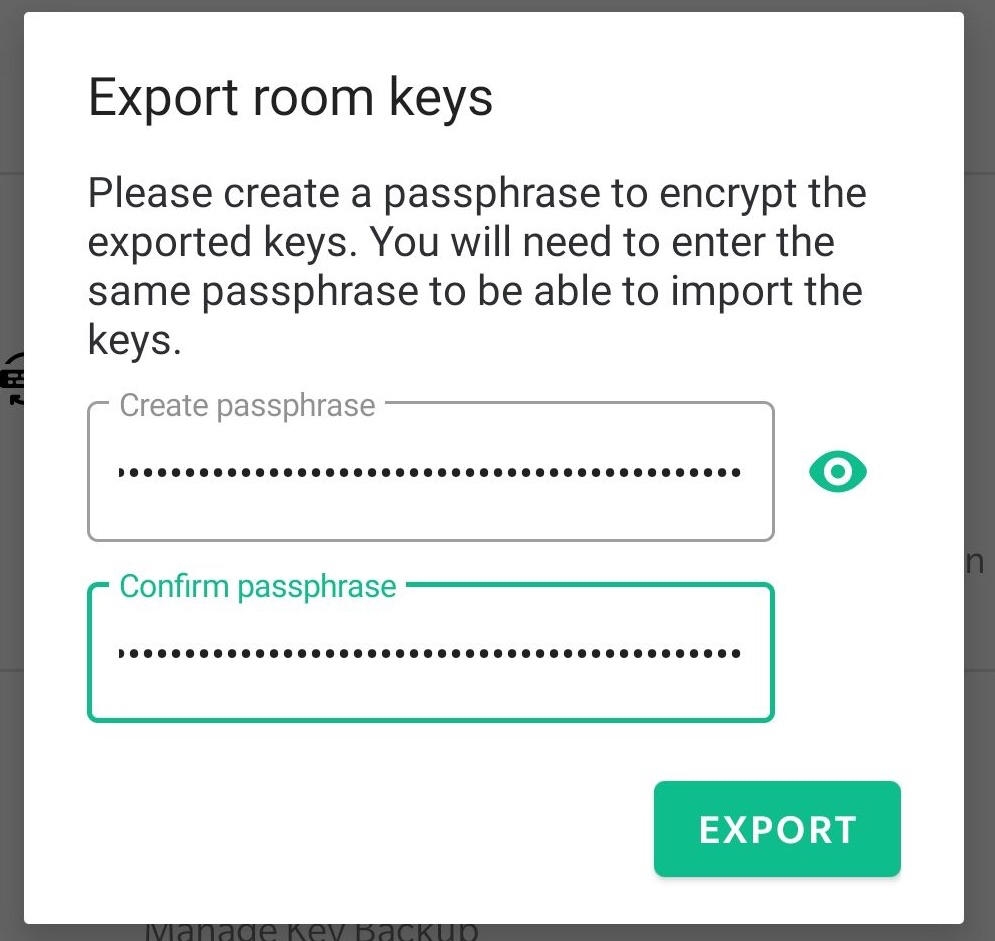 Export room keys
Please create a passphrase to encrypt the
exported keys. You will need to enter the
same passphrase to be able to import the
keys.
Create passphrase
Confirm passphrase
n
EXPORT
Manage Key Backup